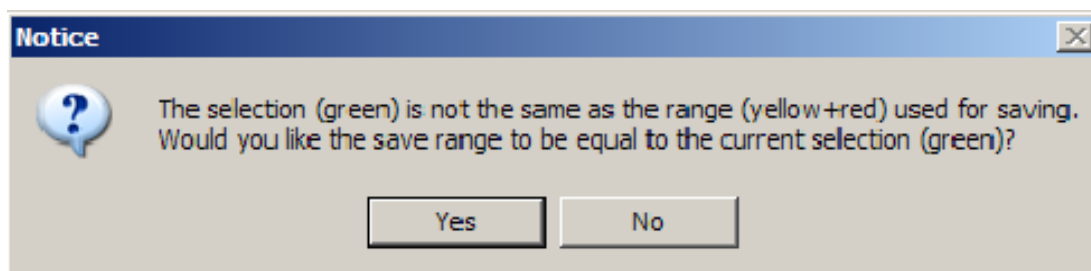 Notice
The selection (green) is not the same as the range (yellow+red) used for saving.
Would you like the save range to be equal to the current selection (green)?
Yes No